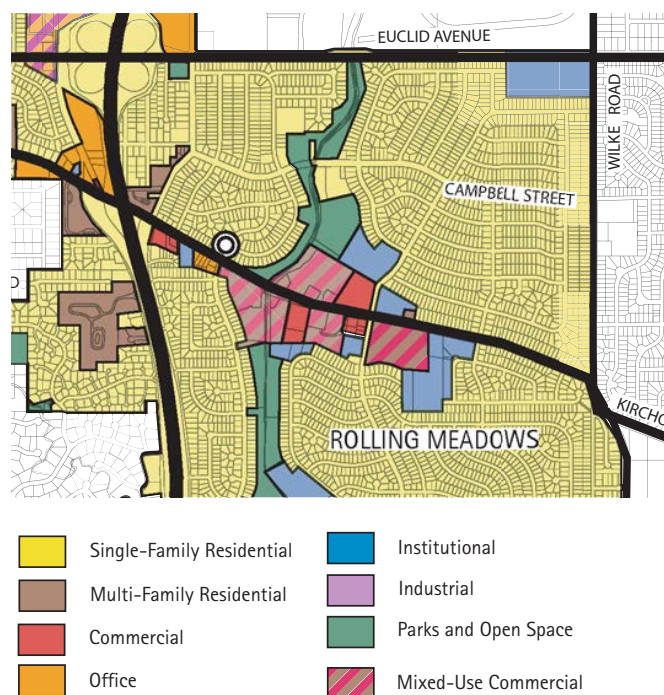 EUCLID AVENUE
WILKE ROAD
CAMPBELL STREET
D
KIRCHO
ROLLING MEADOWS
Single-Family Residential
Multi-Family Residential
Commercial
Office
Institutional
Industrial
Parks and Open Space
Mixed-Use Commercial